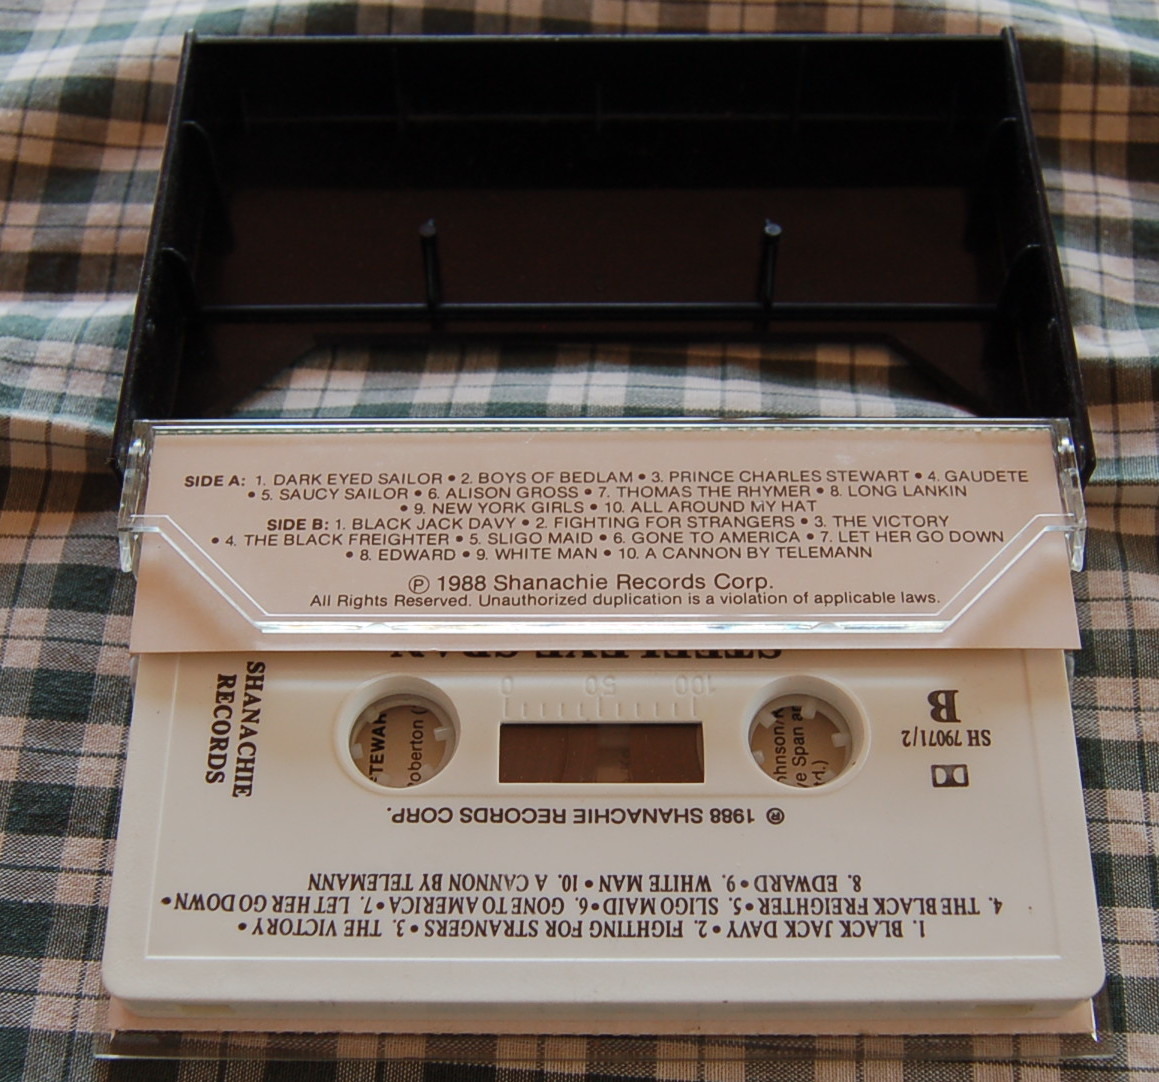 SIDE A: 1. DARK EYED SAILOR • 2. BOYS OF BEDLAM • 3. PRINCE CHARLES STEWART • 4. GAUDETE
• 5. SAUCY SAILOR • 6. ALISON GROSS • 7. THOMAS THE RHYMER • 8. LONG LANKIN
• 9. NEW YORK GIRLS • 10. ALL AROUND MY HAT
SIDE B: 1. BLACK JACK DAVY • 2. FIGHTING FOR STRANGERS • 3. THE VICTORY
• 4. THE BLACK FREIGHTER • 5. SLIGO MAID • 6. GONE TO AMERICA • 7. LET HER GO DOWN
• 8. EDWARD • 9. WHITE MAN • 10. A CANNON BY TELEMANN
Ⓟ 1988 Shanachie Records Corp.
All Rights Reserved. Unauthorized duplication is a violation of applicable laws.
STEELEYE SPAN
100 50 0
SHANACHIE
RECORDS
B
SH 79071/2
® 1988 SHANACHIE RECORDS CORP.
1. BLACK JACK DAVY • 2. FIGHTING FOR STRANGERS • 3. THE VICTORY •
4. THE BLACK FREIGHTER • 5. SLIGO MAID • 6. GONE TO AMERICA • 7. LET HER GO DOWN •
8. EDWARD • 9. WHITE MAN • 10. A CANNON BY TELEMANN